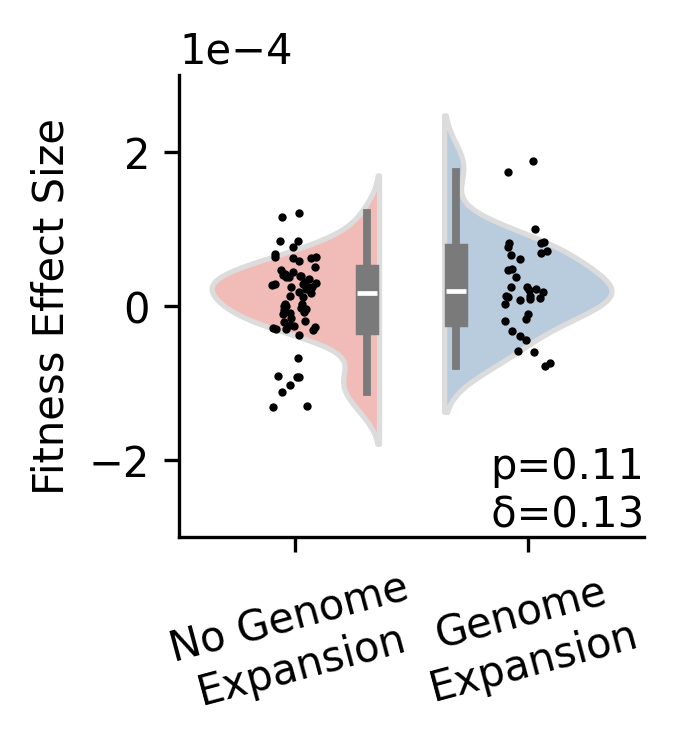 1e−4
Fitness Effect Size
2
0
−2
p=0.11
δ=0.13
No Genome
Expansion
Genome
Expansion